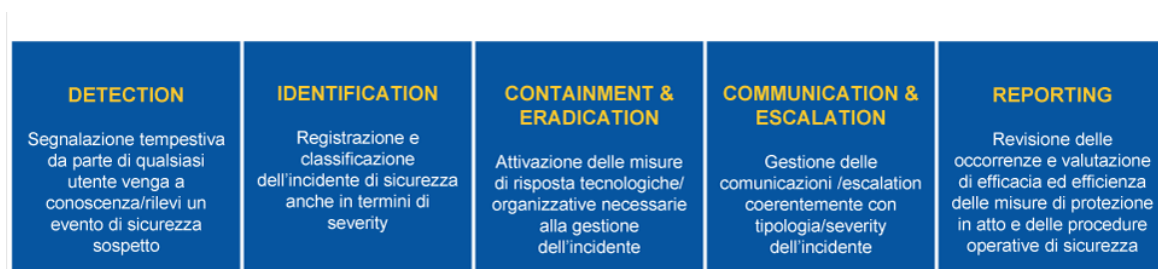 DETECTION
Segnalazione tempestiva
da parte di qualsiasi
utente venga a
conoscenza/rilevi un
evento di sicurezza
sospetto
IDENTIFICATION
Registrazione e
classificazione
dell'incidente di sicurezza
anche in termini di
severity
CONTAINMENT &
ERADICATION
Attivazione delle misure
di risposta tecnologiche/
organizzative necessarie
alla gestione
dell'incidente
COMMUNICATION &
ESCALATION
Gestione delle
comunicazioni /escalation
coerentemente con
tipologia/severity
dell'incidente
REPORTING
Revisione delle
occorrenze e valutazione
di efficacia ed efficienza
delle misure di protezione
in atto e delle procedure
operative di sicurezza